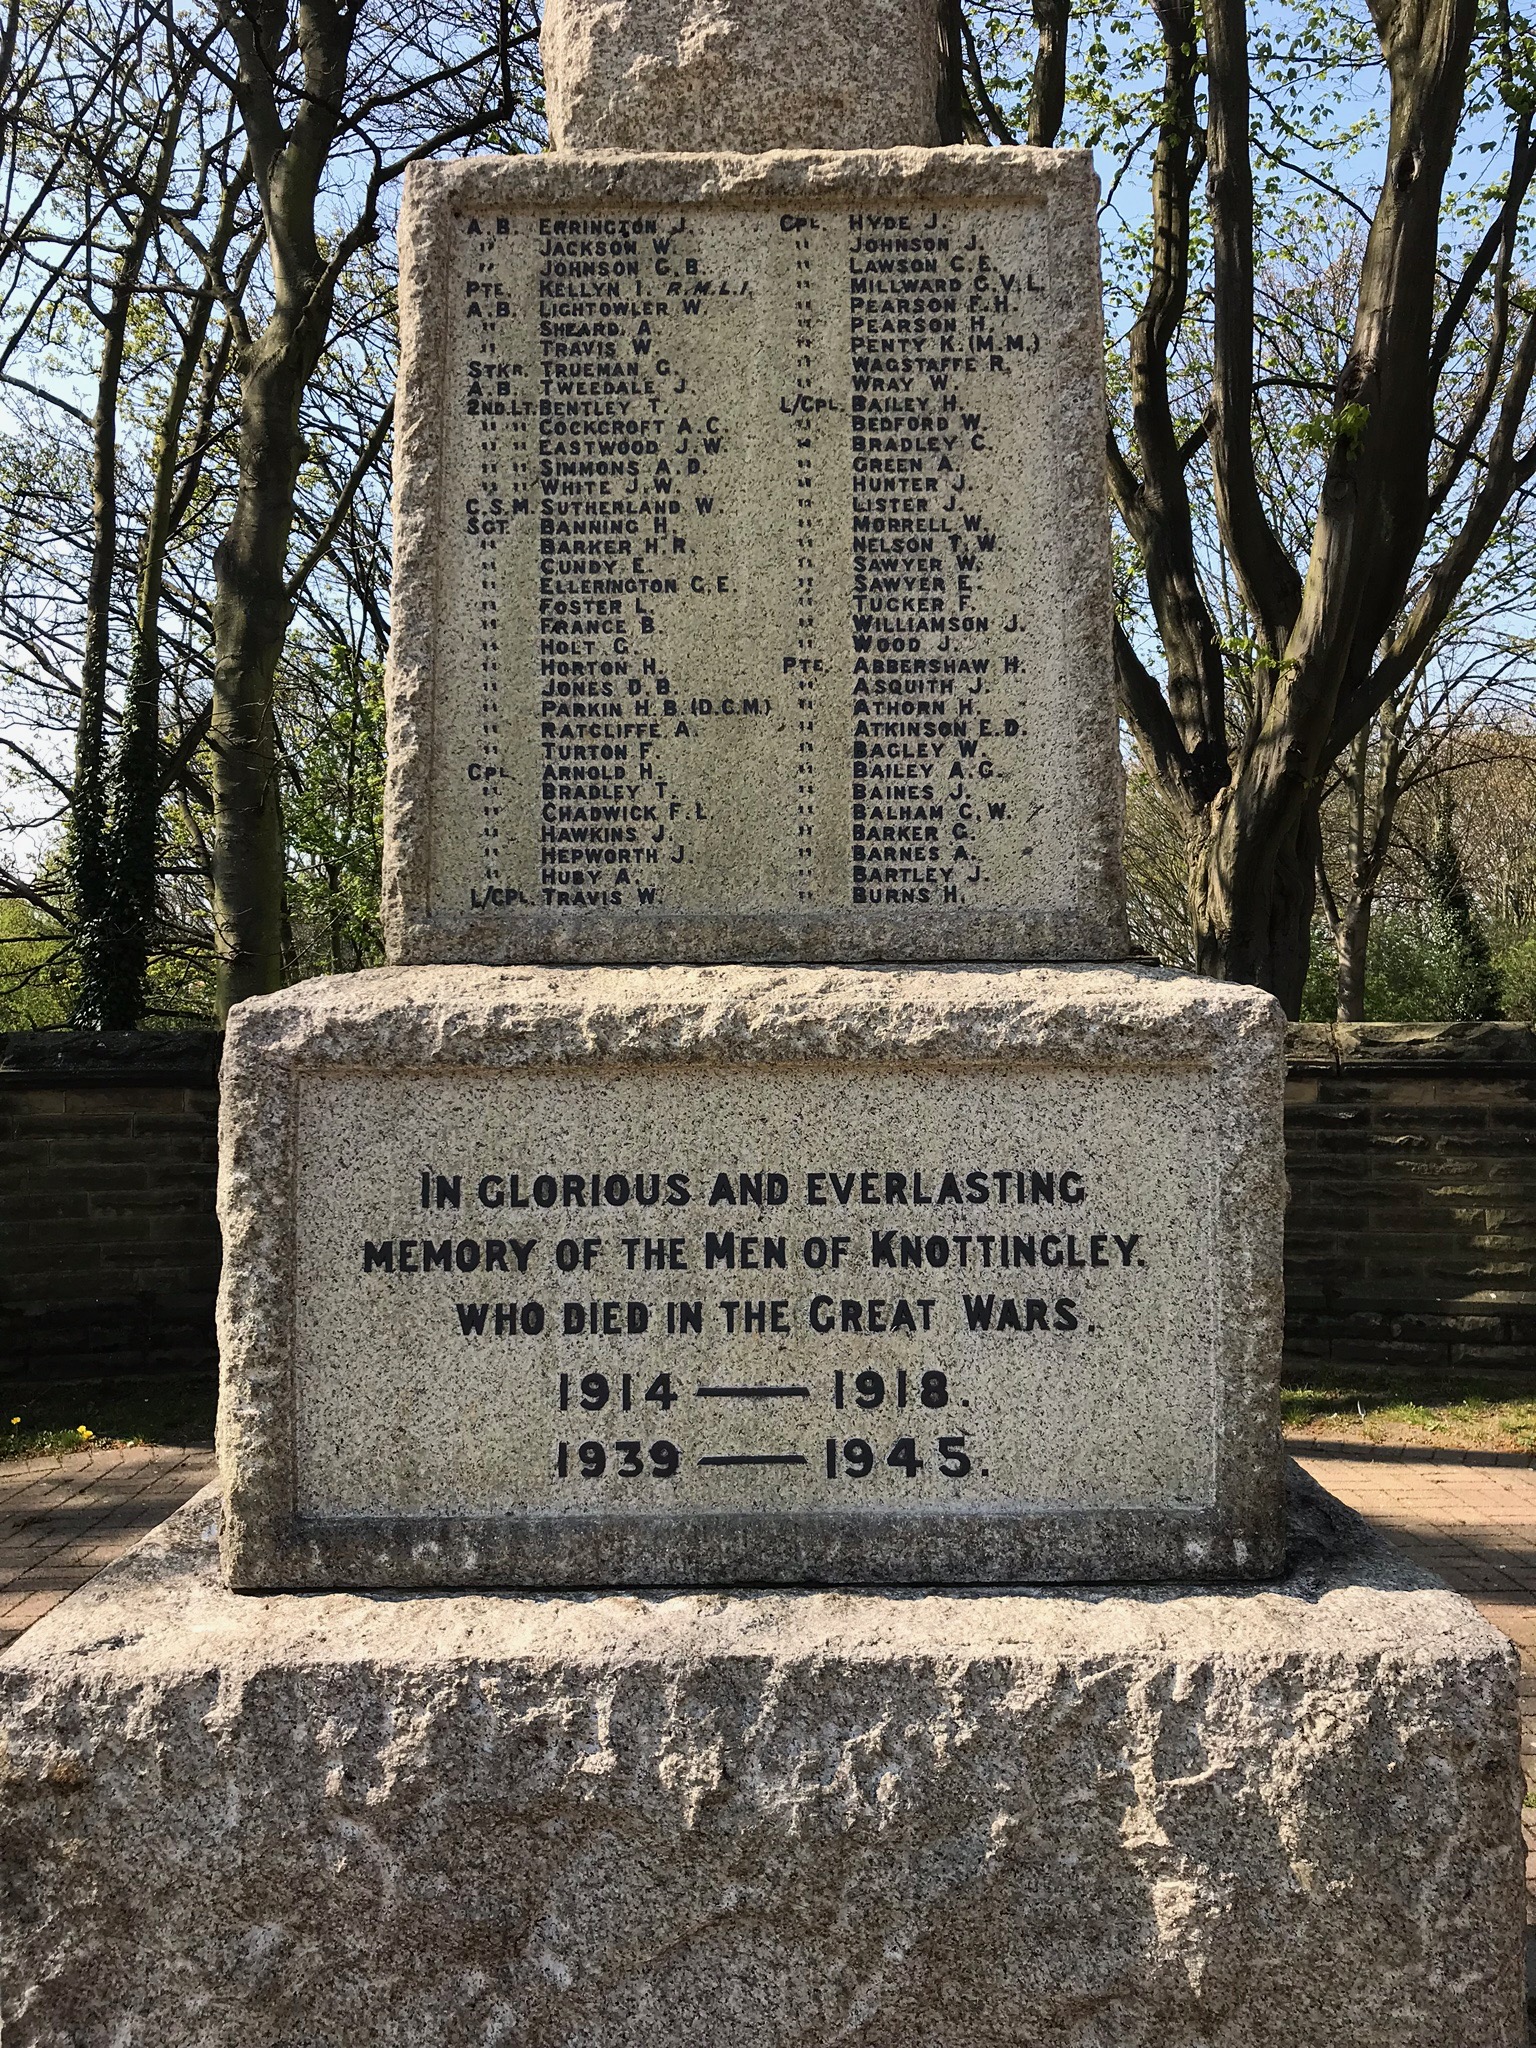 A.B. ERRINGTON J.
" JACKSON W.
" JOHNSON G.B.
PTE. KELLYN I. R.M.L.I.
A.B. LIGHTOWLER W.
" SHEARD A.
" TRAVIS W.
STKR. TRUEMAN G.
A.B. TWEEDALE J.
2ND.LT. BENTLEY T.
" " COCKCROFT A.C.
" " EASTWOOD J.W.
" " SIMMONS A.D.
" " WHITE J.W.
C.S.M. SUTHERLAND W.
SGT. BANNING H.
" BARKER H.R.
" CUNDY E.
" ELLERINGTON G.E.
" FOSTER L.
" FRANCE B.
" HOLT G.
" HORTON H.
" JONES D.B.
" PARKIN H.B.(D.C.M.)
" RATCLIFFE A.
" TURTON F.
CPL. ARNOLD H.
" BRADLEY T.
" CHADWICK F.L.
" HAWKINS J.
" HEPWORTH J.
" HUBY A.
L/CPL. TRAVIS W.
CPL. HYDE J.
" JOHNSON J.
" LAWSON C.E.
" MILLWARD G.V.L.
" PEARSON F.H.
" PEARSON H.
" PENTY K.(M.M.)
" WAGSTAFFE R.
" WRAY W.
L/CPL. BAILEY H.
" BEDFORD W.
" BRADLEY C.
" GREEN A.
" HUNTER J.
" LISTER J.
" MORRELL W.
" NELSON T.W.
" SAWYER W.
" SAWYER E.
" TUCKER F.
" WILLIAMSON J.
" WOOD J.
PTE. ABBERSHAW H.
" ASQUITH J.
" ATHORN H.
" ATKINSON E.D.
" BAGLEY W.
" BAILEY A.G.
" BAINES J.
" BALHAM C.W.
" BARKER G.
" BARNES A.
" BARTLEY J.
" BURNS H.
IN GLORIOUS AND EVERLASTING
MEMORY OF THE MEN OF KNOTTINGLEY.
WHO DIED IN THE GREAT WARS.
1914 — 1918.
1939 — 1945.